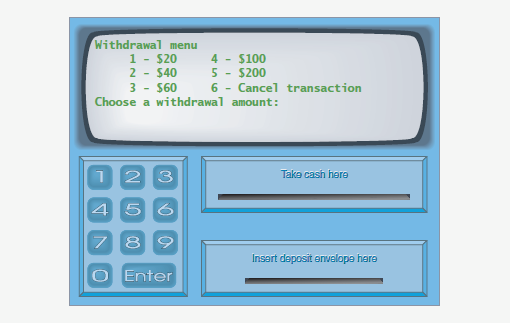 Withdrawal menu
1 - $20 4 - $100
2 - $40 5 - $200
3 - $60 6 - Cancel transaction
Choose a withdrawal amount:
1 2 3
4 5 6
7 8 9
0 Enter
Take cash here
Insert deposit envelope here